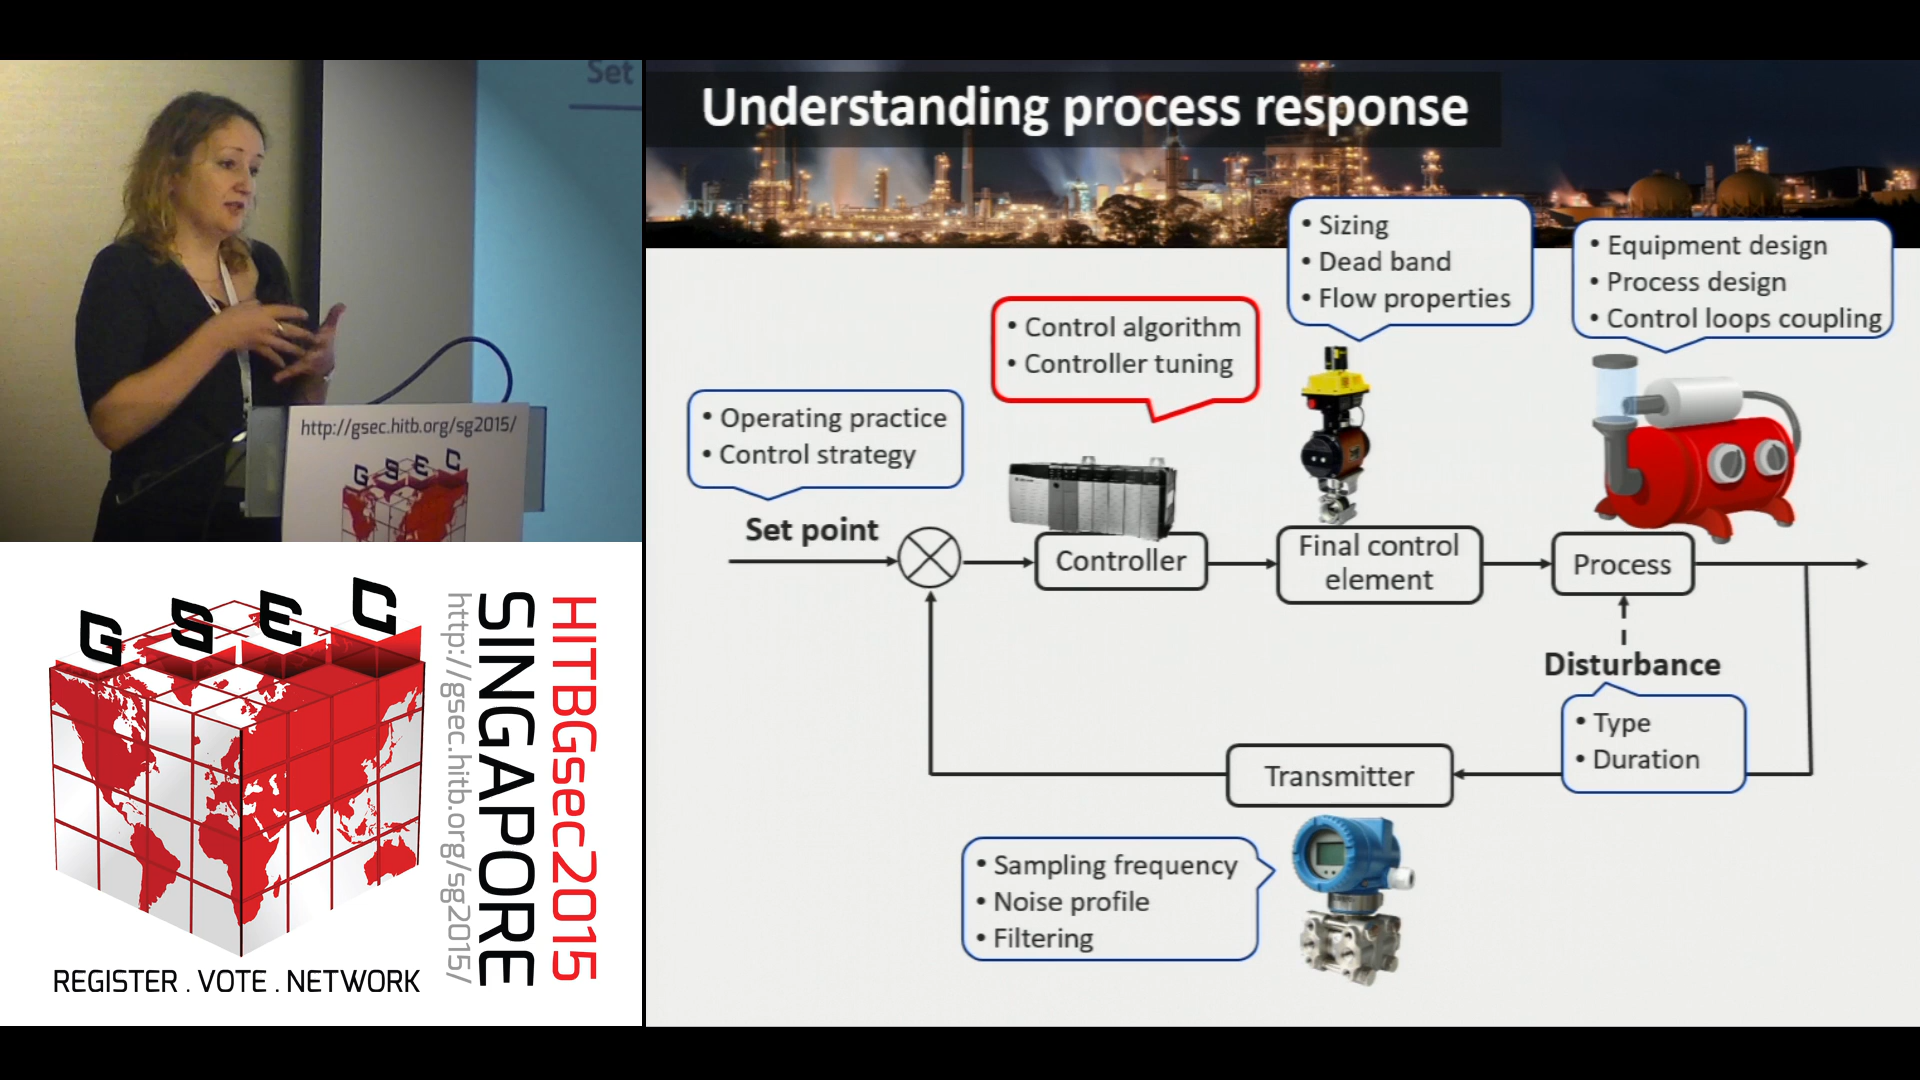 Set
http://gsec.hitb.org/sg2015/
G S E C
G S E C
REGISTER . VOTE . NETWORK
http://gsec.hitb.org/sg2015/
SINGAPORE
HITBGsec2015
Understanding process response
• Sizing
• Dead band
• Flow properties
• Equipment design
• Process design
• Control loops coupling
• Control algorithm
• Controller tuning
• Operating practice
• Control strategy
Set point
Controller
Final control
element
Process
Disturbance
• Type
• Duration
Transmitter
• Sampling frequency
• Noise profile
• Filtering